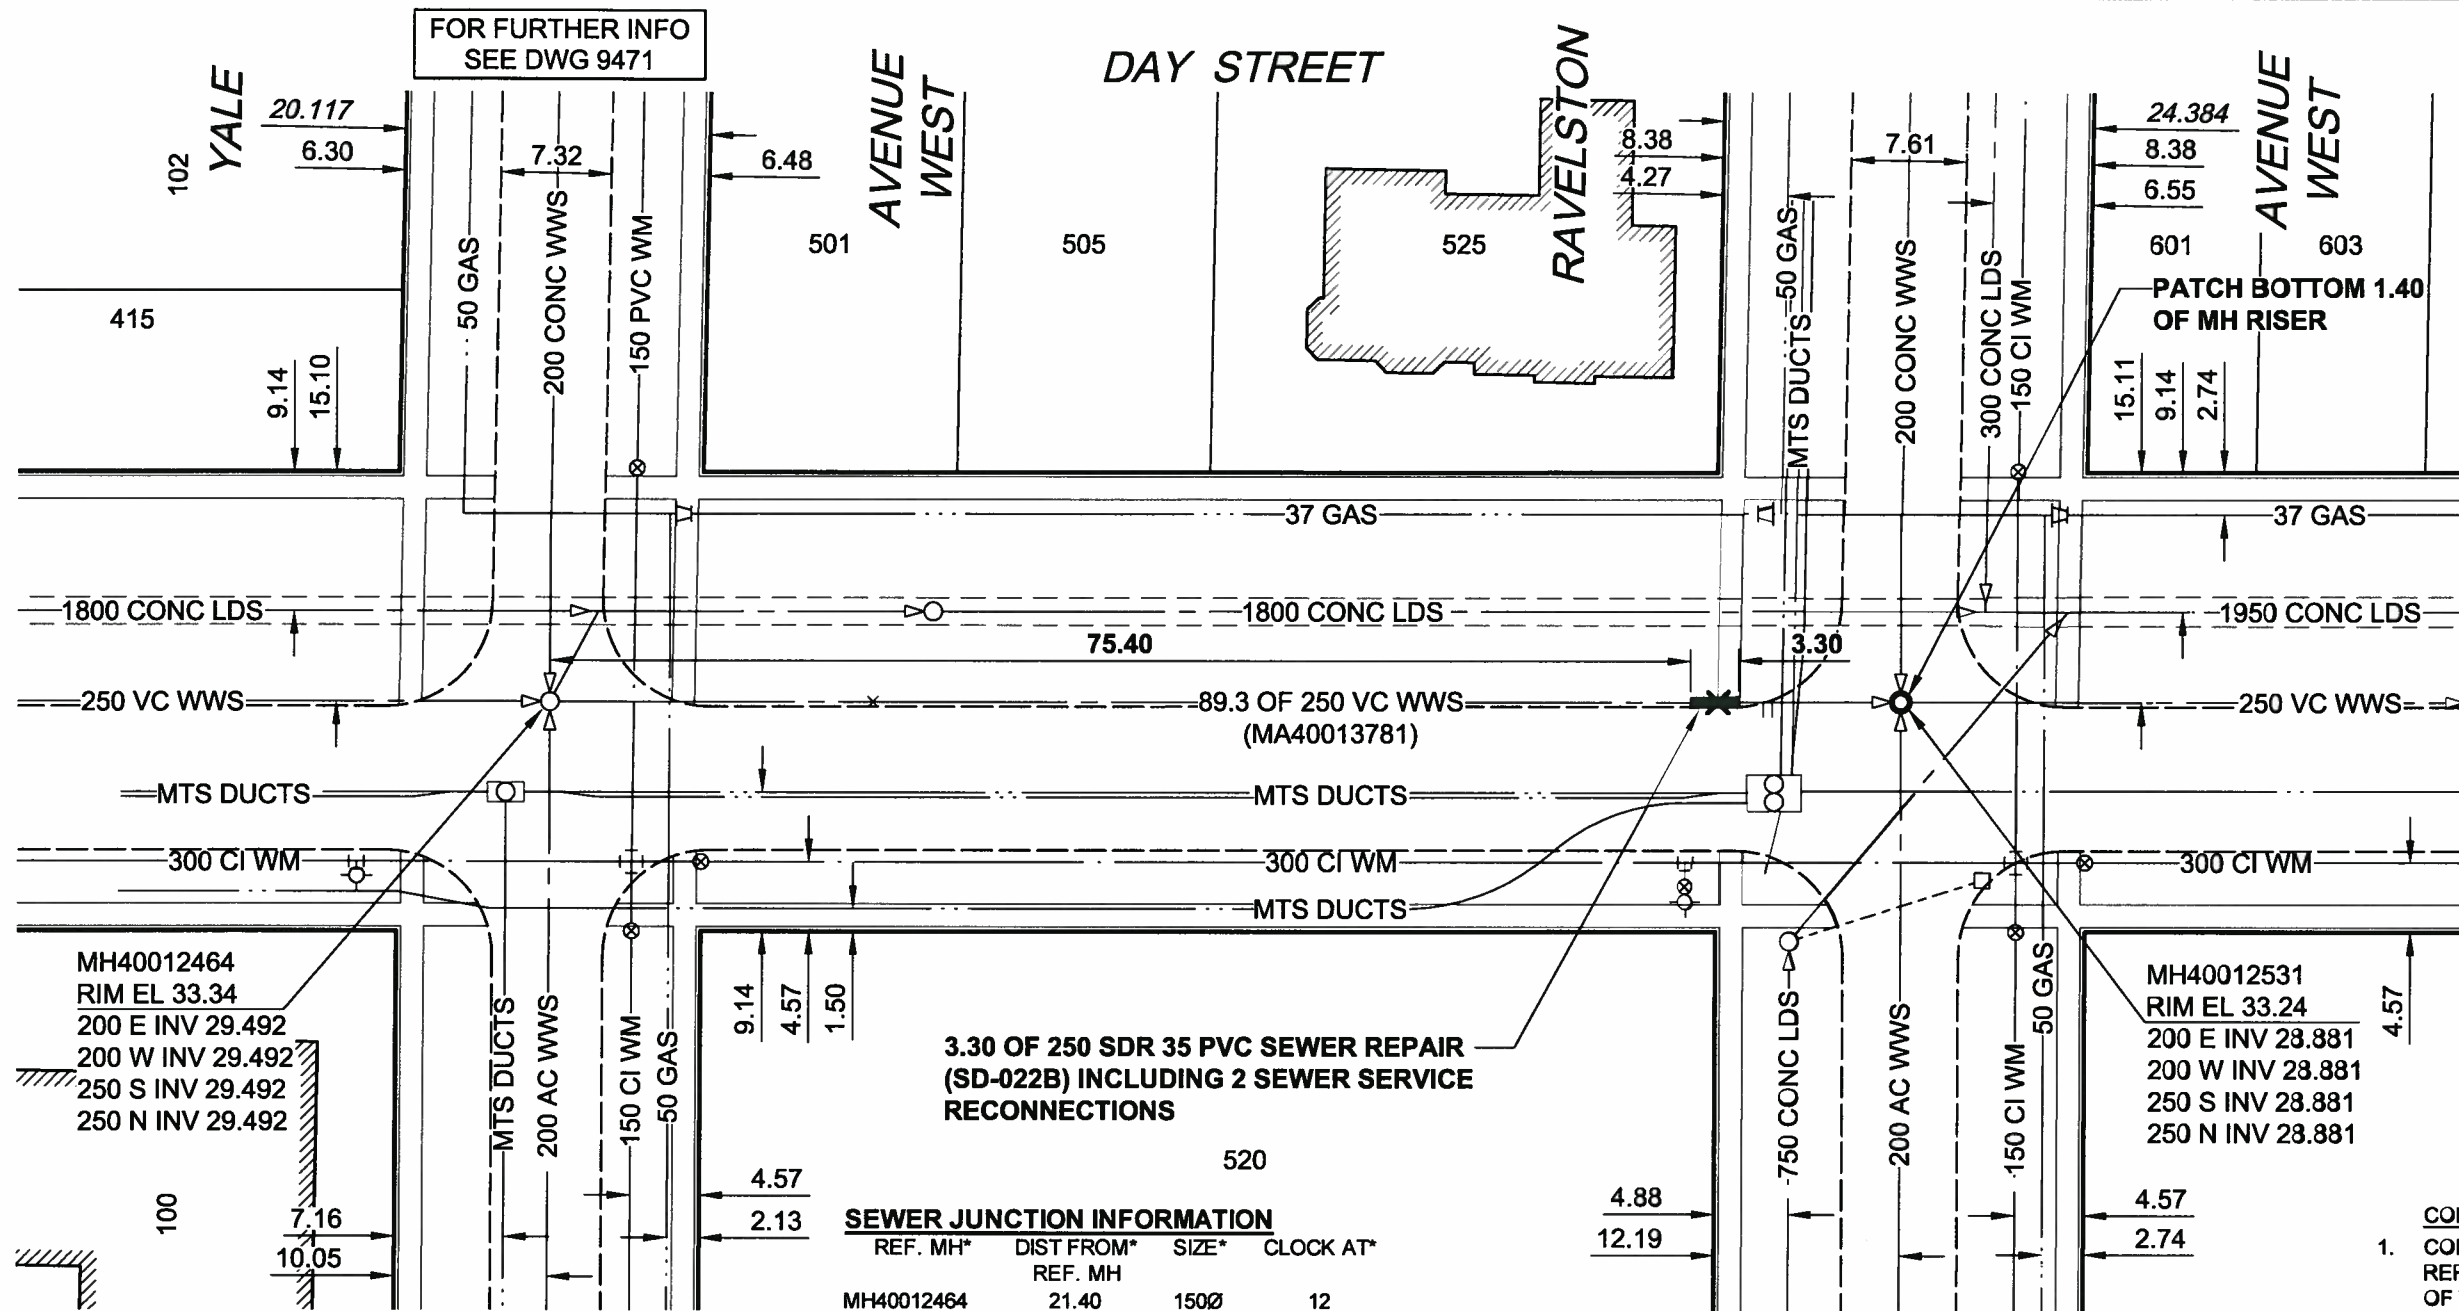 FOR FURTHER INFO
SEE DWG 9471
YALE
AVENUE
WEST
DAY STREET
RAVELSTON
AVENUE
WEST
20.117
6.30
7.32
6.48
8.38
4.27
7.61
24.384
8.38
6.55
102
501
505
525
601
603
415
9.14
15.10
50 GAS
200 CONC WWS
150 PVC WM
50 GAS
MTS DUCTS
200 CONC WWS
300 CONC LDS
150 CI WM
PATCH BOTTOM 1.40
OF MH RISER
15.11
9.14
2.74
37 GAS
37 GAS
1800 CONC LDS
1800 CONC LDS
1950 CONC LDS
75.40
3.30
250 VC WWS
89.3 OF 250 VC WWS
(MA40013781)
250 VC WWS
MTS DUCTS
MTS DUCTS
300 CI WM
300 CI WM
300 CI WM
MTS DUCTS
MH40012464
RIM EL 33.34
200 E INV 29.492
200 W INV 29.492
250 S INV 29.492
250 N INV 29.492
MTS DUCTS
200 AC WWS
150 CI WM
50 GAS
9.14
4.57
1.50
3.30 OF 250 SDR 35 PVC SEWER REPAIR
(SD-022B) INCLUDING 2 SEWER SERVICE
RECONNECTIONS
520
750 CONC LDS
200 AC WWS
150 CI WM
50 GAS
MH40012531
RIM EL 33.24
200 E INV 28.881
200 W INV 28.881
250 S INV 28.881
250 N INV 28.881
4.57
100
7.16
10.05
4.57
2.13
4.88
12.19
4.57
2.74
SEWER JUNCTION INFORMATION
REF. MH* DIST FROM* SIZE* CLOCK AT*
REF. MH
MH40012464 21.40 150Ø 12
1.
OF